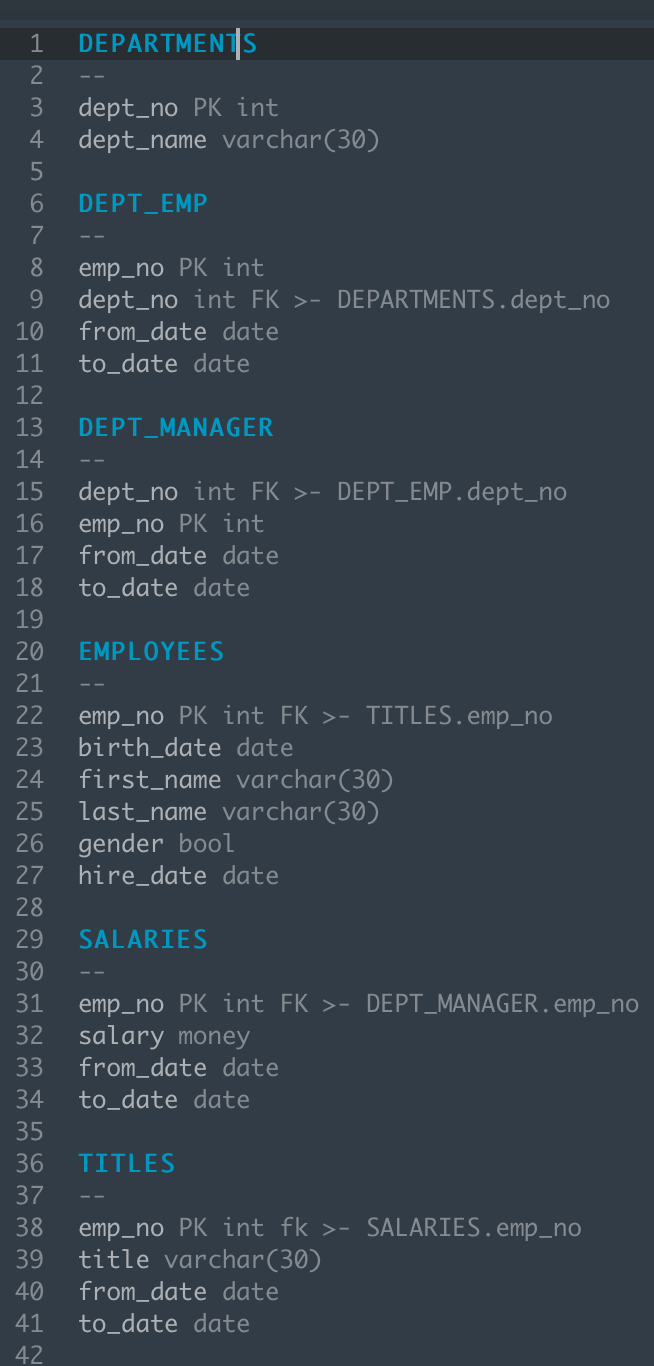 1 DEPARTMENTS
2 --
3 dept_no PK int
4 dept_name varchar(30)
5
6 DEPT_EMP
7 --
8 emp_no PK int
9 dept_no int FK >- DEPARTMENTS.dept_no
10 from_date date
11 to_date date
12
13 DEPT_MANAGER
14 --
15 dept_no int FK >- DEPT_EMP.dept_no
16 emp_no PK int
17 from_date date
18 to_date date
19
20 EMPLOYEES
21 --
22 emp_no PK int FK >- TITLES.emp_no
23 birth_date date
24 first_name varchar(30)
25 last_name varchar(30)
26 gender bool
27 hire_date date
28
29 SALARIES
30 --
31 emp_no PK int FK >- DEPT_MANAGER.emp_no
32 salary money
33 from_date date
34 to_date date
35
36 TITLES
37 --
38 emp_no PK int fk >- SALARIES.emp_no
39 title varchar(30)
40 from_date date
41 to_date date
42